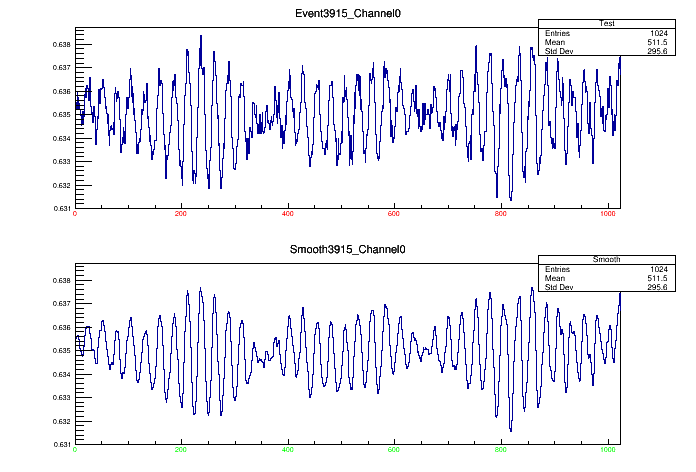 Event3915_Channel0
Test
Entries 1024
Mean 511.5
Std Dev 295.6
0.638
0.637
0.636
0.635
0.634
0.633
0.632
0.631
0 200 400 600 800 1000
Smooth3915_Channel0
Smooth
Entries 1024
Mean 511.5
Std Dev 295.6
0.638
0.637
0.636
0.635
0.634
0.633
0.632
0.631
0 200 400 600 800 1000